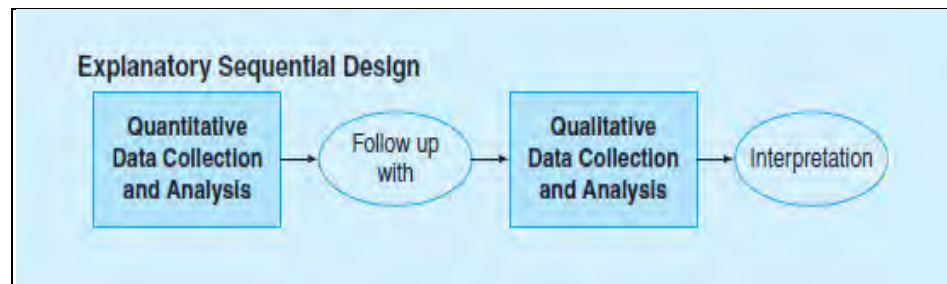 Explanatory Sequential Design
Quantitative
Data Collection
and Analysis
Follow up
with
Qualitative
Data Collection
and Analysis
Interpretation